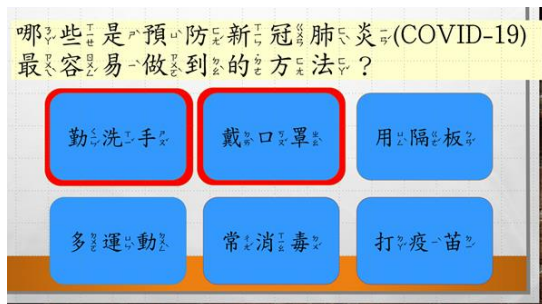 哪些是預防新冠肺炎(COVID-19)
最容易做到的方法？
勤洗手 戴口罩 用隔板
多運動 常消毒 打疫苗